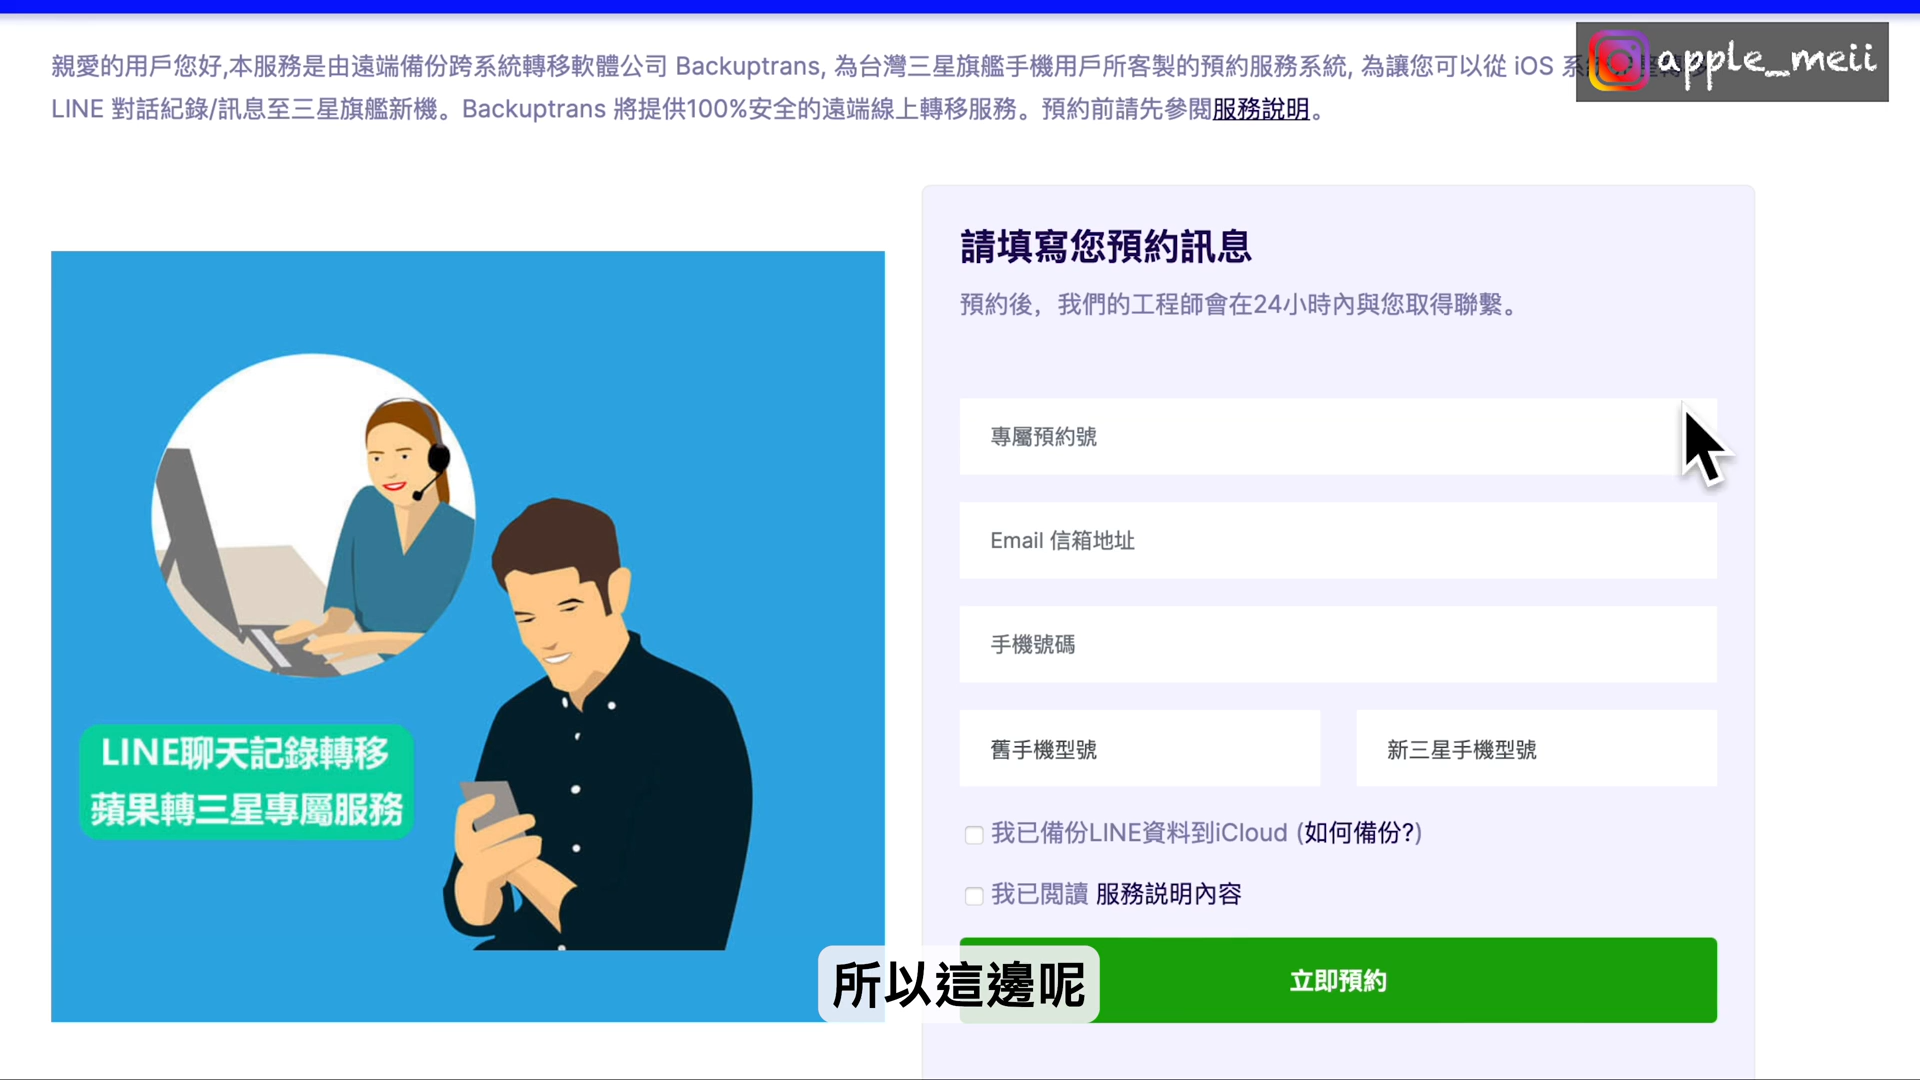 親愛的用戶您好,本服務是由遠端備份跨系統轉移軟體公司 Backuptrans, 為台灣三星旗艦手機用戶所客製的預約服務系統, 為讓您可以從 iOS 系
LINE 對話紀錄/訊息至三星旗艦新機。Backuptrans 將提供100%安全的遠端線上轉移服務。預約前請先參閱服務說明。
apple_meii
請填寫您預約訊息
預約後，我們的工程師會在24小時內與您取得聯繫。
專屬預約號
Email 信箱地址
手機號碼
舊手機型號
新三星手機型號
我已備份LINE資料到iCloud (如何備份?)
我已閱讀 服務説明內容
立即預約
LINE聊天記錄轉移
蘋果轉三星專屬服務
所以這邊呢